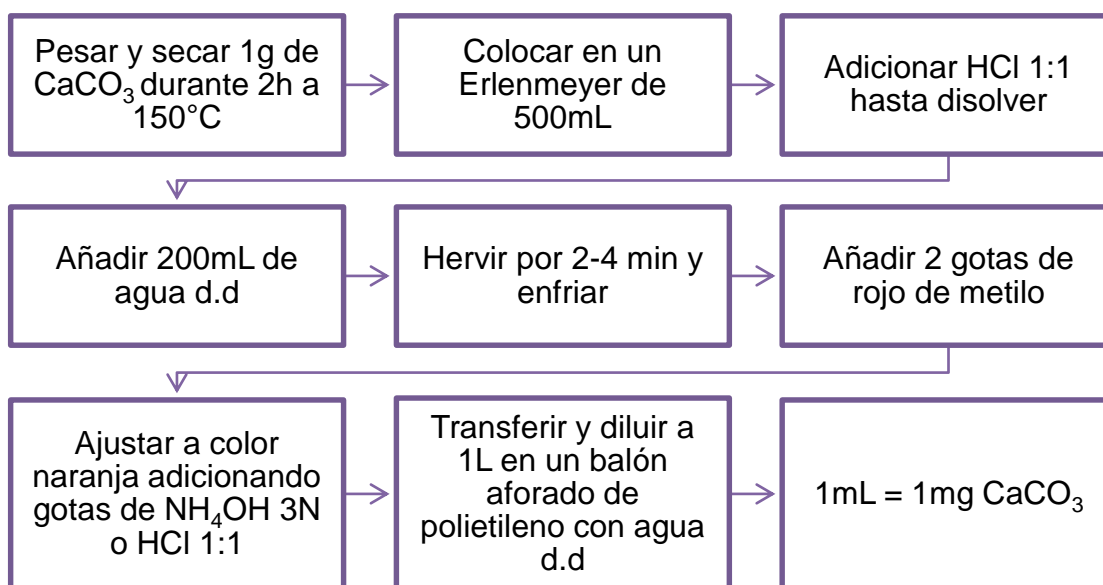 Pesar y secar 1g de
CaCO₃ durante 2h a
150°C
Colocar en un
Erlenmeyer de
500mL
Adicionar HCl 1:1
hasta disolver
Añadir 200mL de
agua d.d
Hervir por 2-4 min y
enfriar
Añadir 2 gotas de
rojo de metilo
Ajustar a color
naranja adicionando
gotas de NH₄OH 3N
o HCl 1:1
Transferir y diluir a
1L en un balón
aforado de
polietileno con agua
d.d
1mL = 1mg CaCO₃